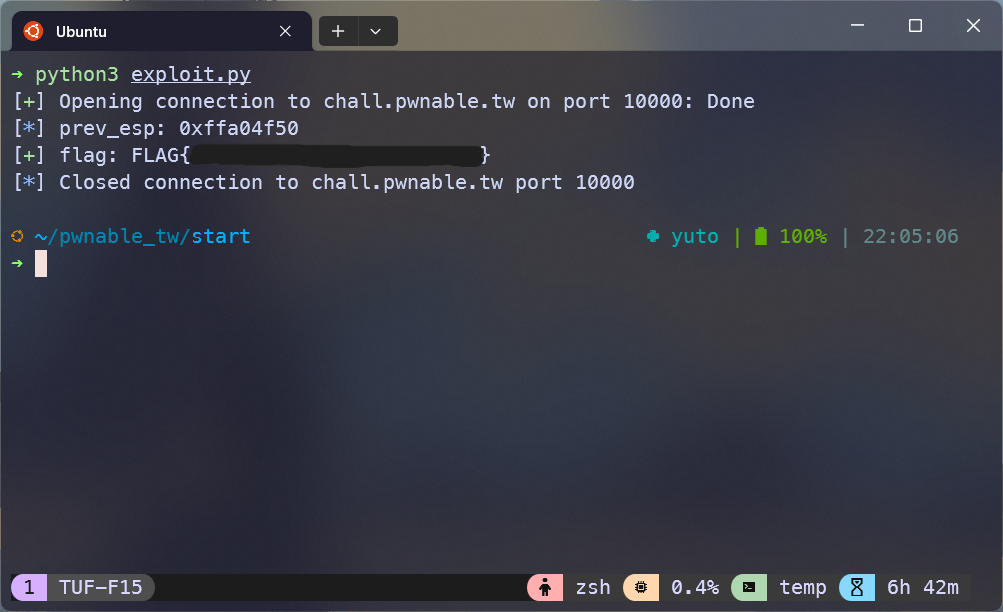 Ubuntu
→ python3 exploit.py
[+] Opening connection to chall.pwnable.tw on port 10000: Done
[*] prev_esp: 0xffa04f50
[+] flag: FLAG{}
[*] Closed connection to chall.pwnable.tw port 10000
~/pwnable_tw/start yuto | 100% | 22:05:06
→
1 TUF-F15 zsh 0.4% temp 6h 42m